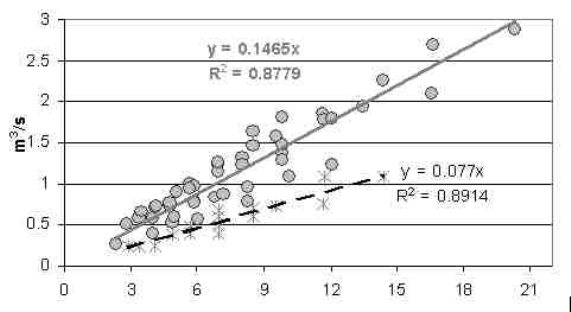 3
y = 0.1465x
R² = 0.8779
2.5
2
m³/s
1.5
1
y = 0.077x
R² = 0.8914
0.5
0
0 3 6 9 12 15 18 21